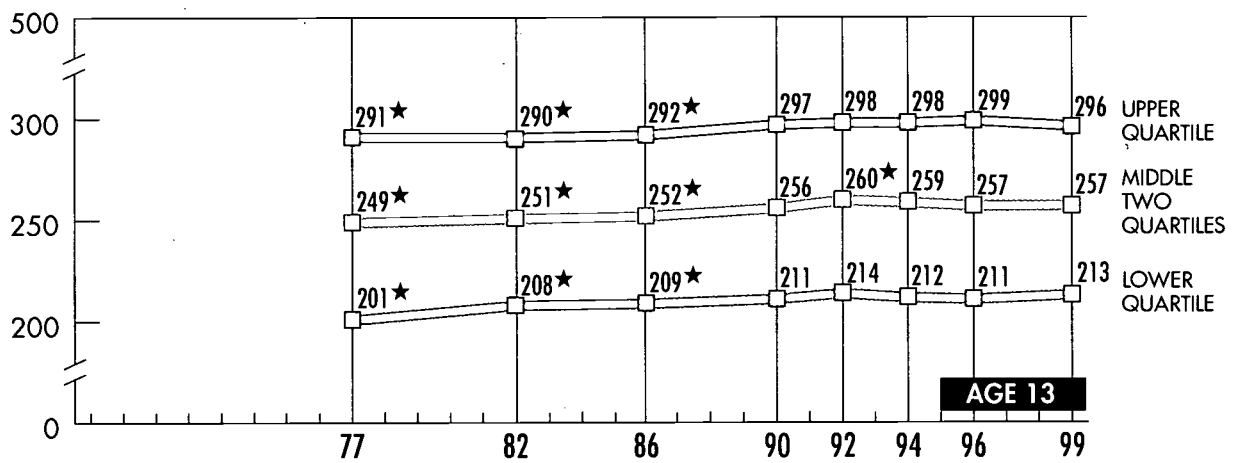 500
300
250
200
0
291★ 290★ 292★ 297 298 298 299 296
UPPER
QUARTILE
249★ 251★ 252★ 256 260★ 259 257 257
MIDDLE
TWO
QUARTILES
201★ 208★ 209★ 211 214 212 211 213
LOWER
QUARTILE
AGE 13
77 82 86 90 92 94 96 99